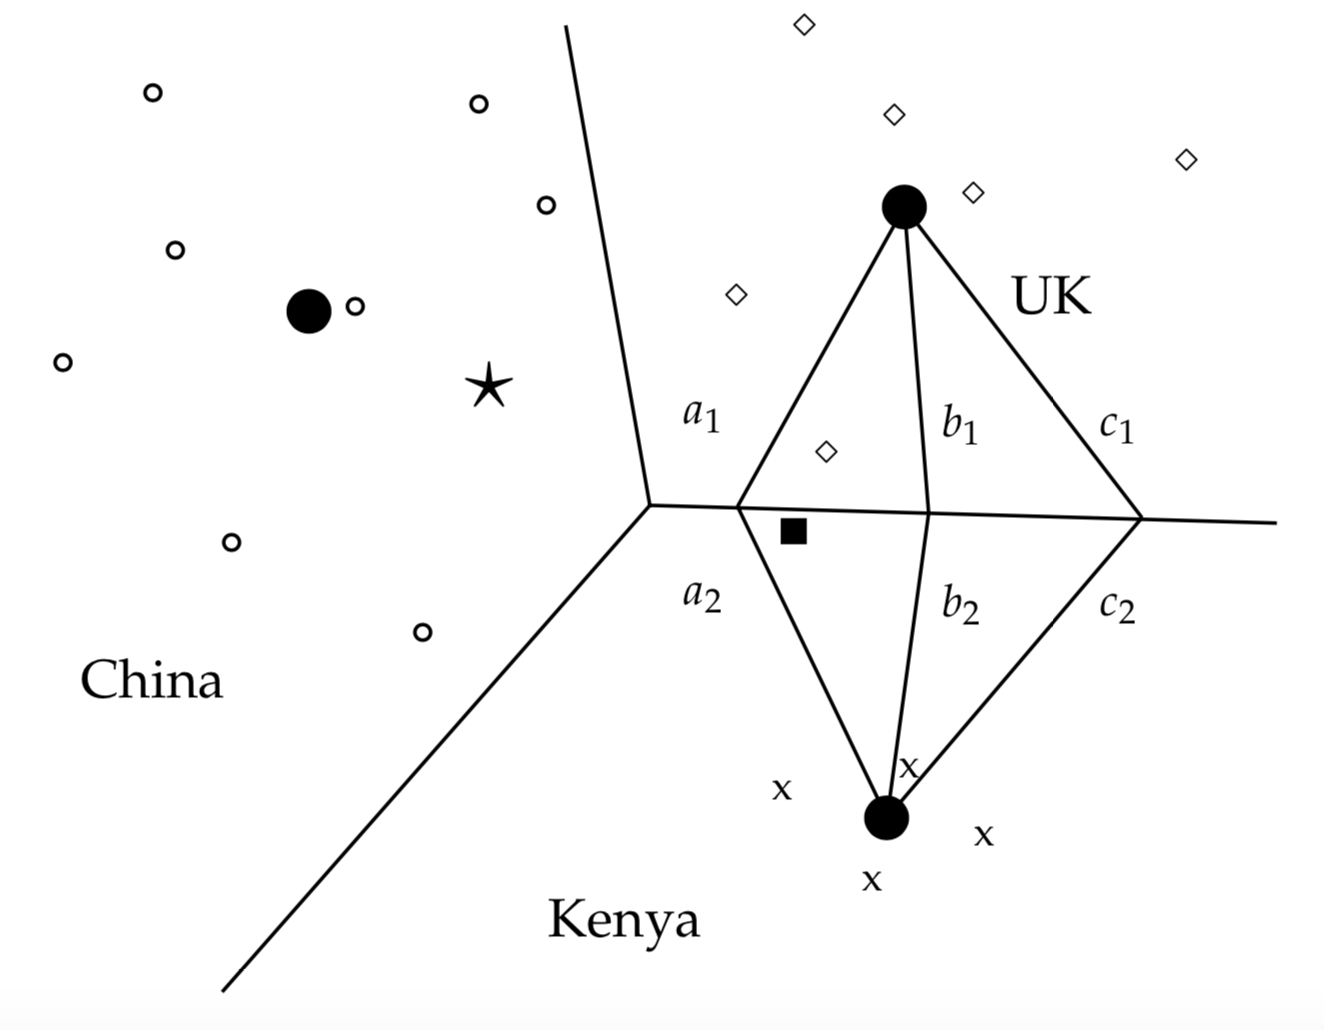 UK
a1 b1 c1
a2 b2 c2
x x
x
x
China
Kenya